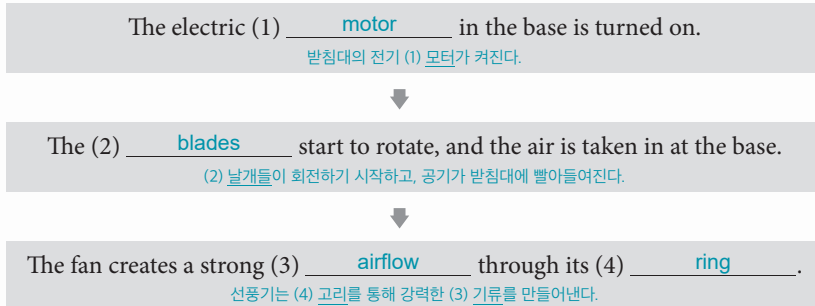 The electric (1) motor in the base is turned on.
받침대의 전기 (1) 모터가 켜진다.
The (2) blades start to rotate, and the air is taken in at the base.
(2) 날개들이 회전하기 시작하고, 공기가 받침대에 빨아들여진다.
The fan creates a strong (3) airflow through its (4) ring.
선풍기는 (4) 고리를 통해 강력한 (3) 기류를 만들어낸다.